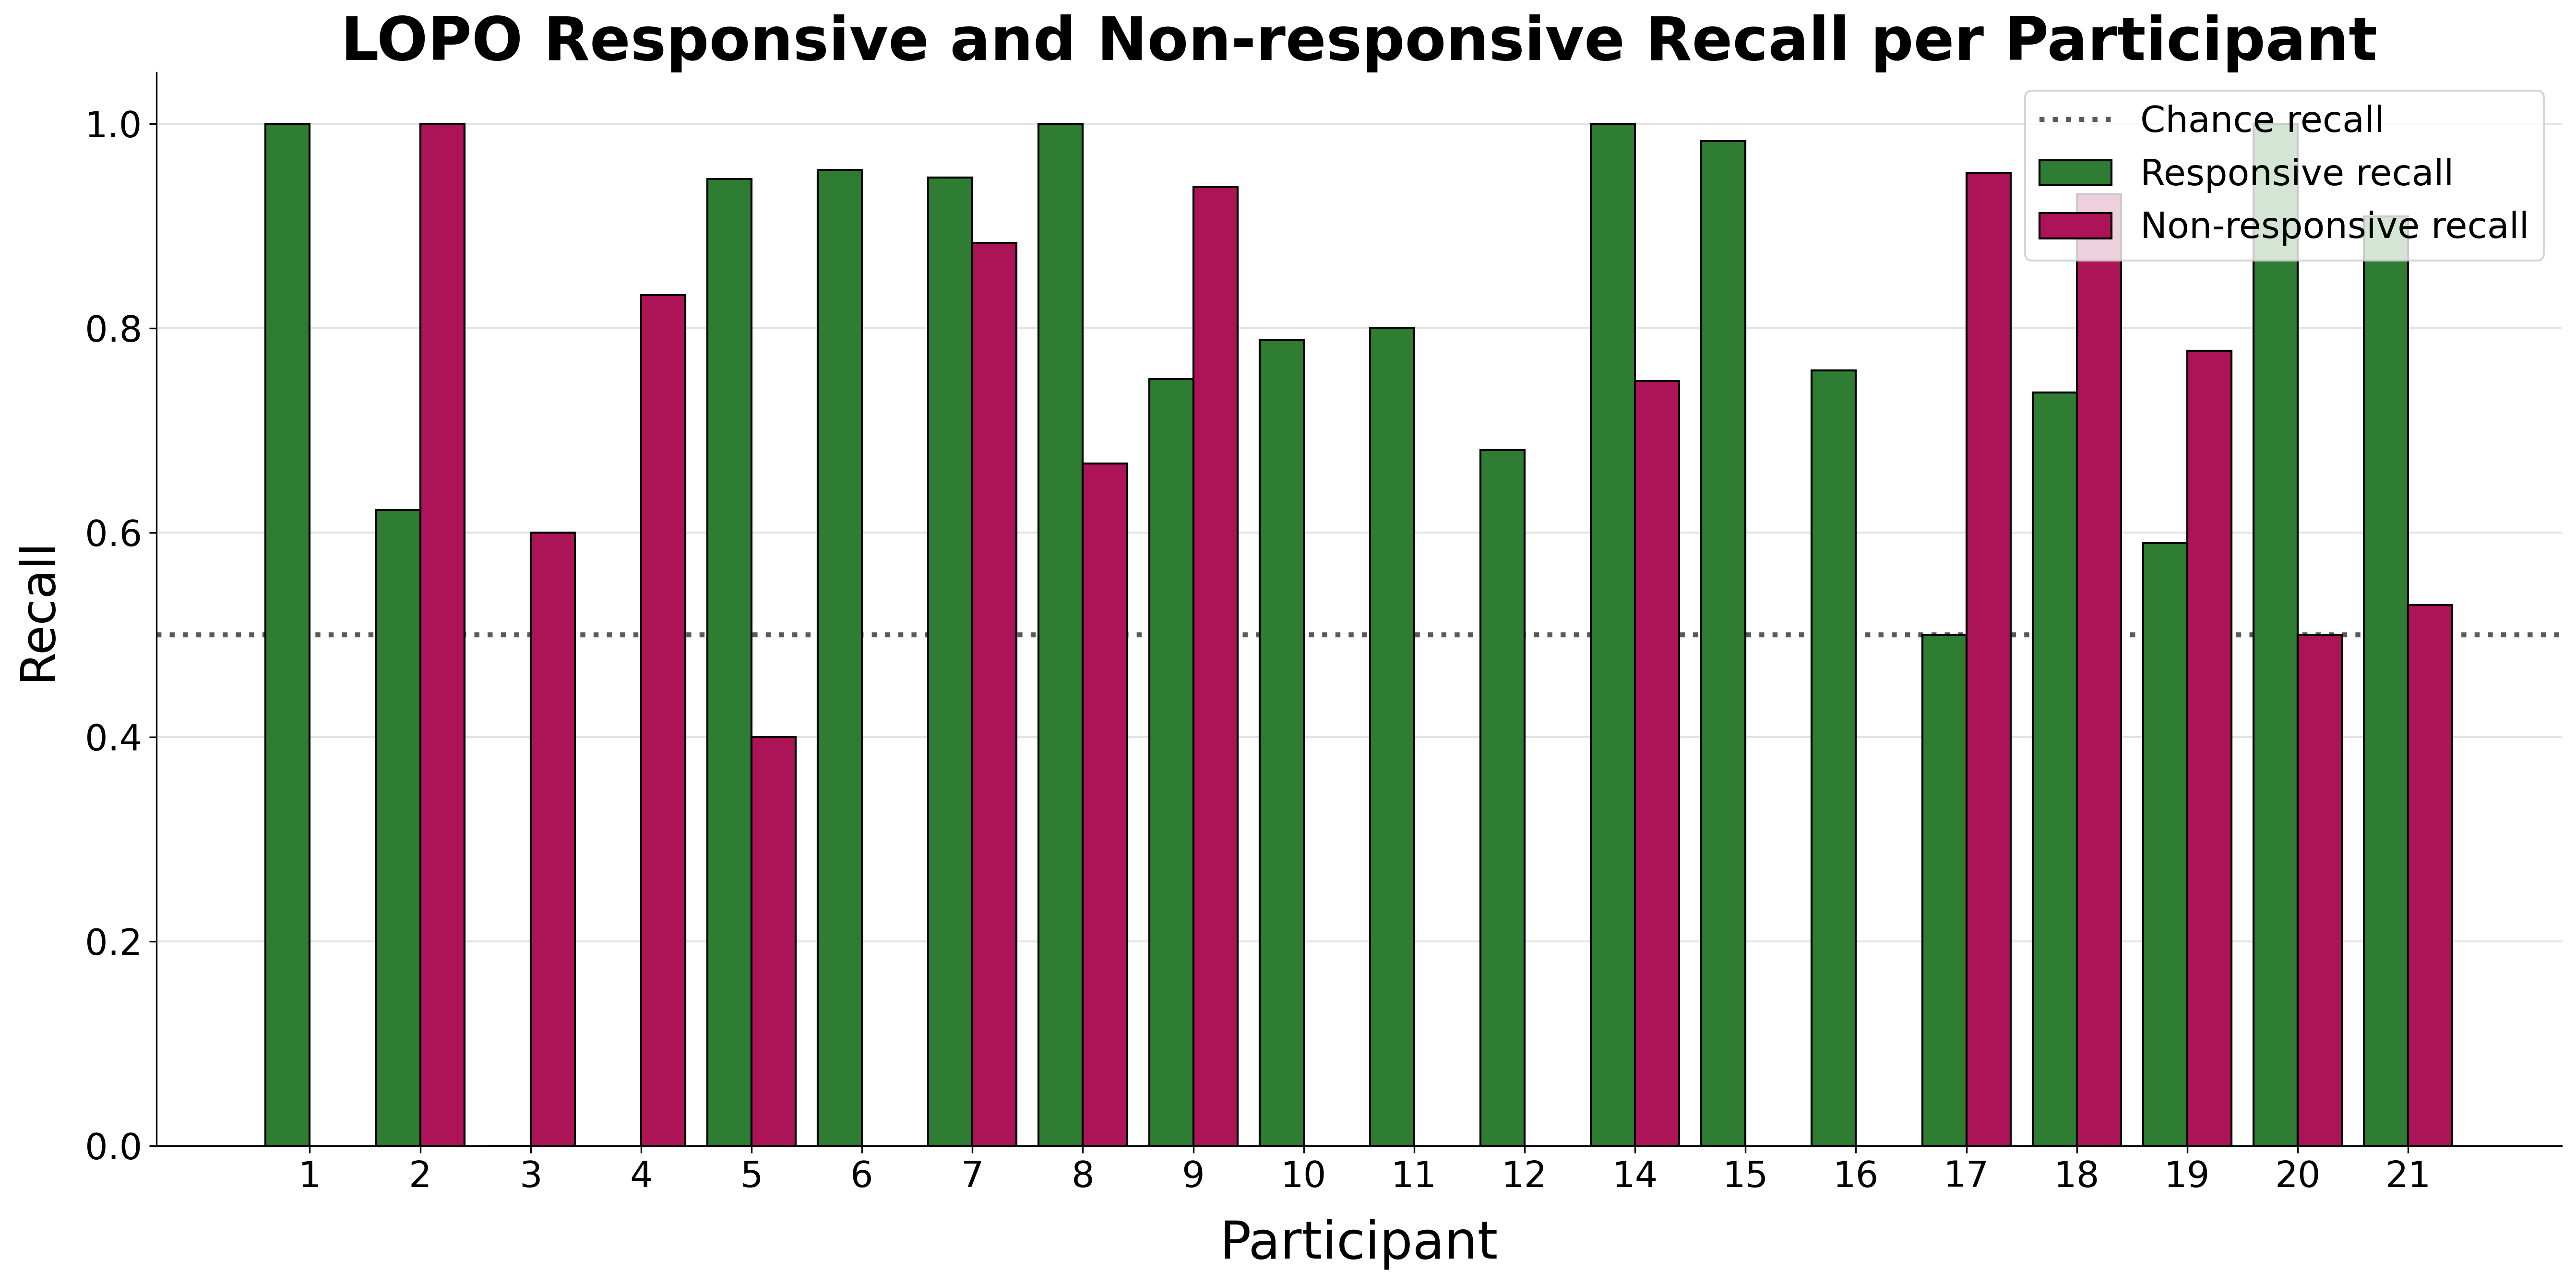 LOPO Responsive and Non-responsive Recall per Participant
Chance recall
Responsive recall
Non-responsive recall
1.0
0.8
0.6
0.4
0.2
0.0
Recall
1 2 3 4 5 6 7 8 9 10 11 12 14 15 16 17 18 19 20 21
Participant